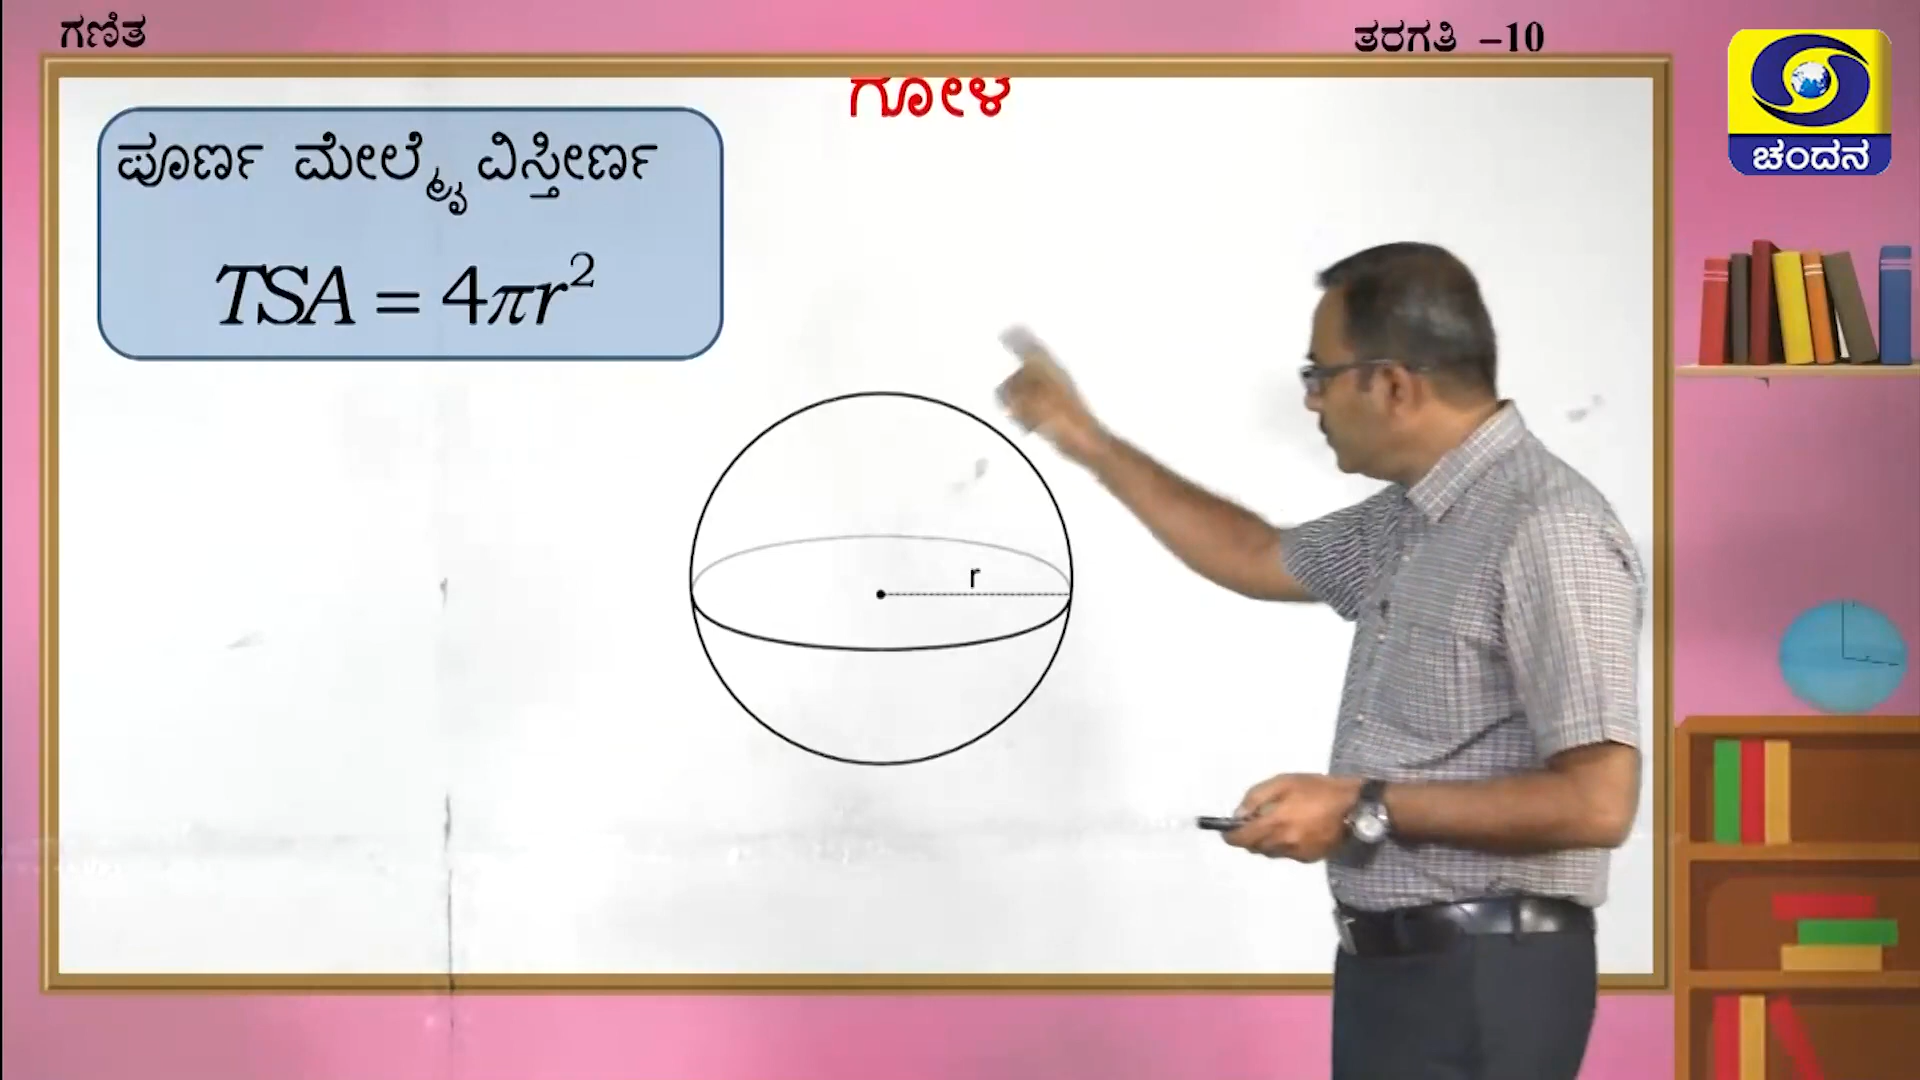 ಗಣಿತ
ತರಗತಿ –10
ಗೋಳ
ಪೂರ್ಣ ಮೇಲ್ಮೈ ವಿಸ್ತೀರ್ಣ
TSA = 4πr²
r
ಚಂದನ